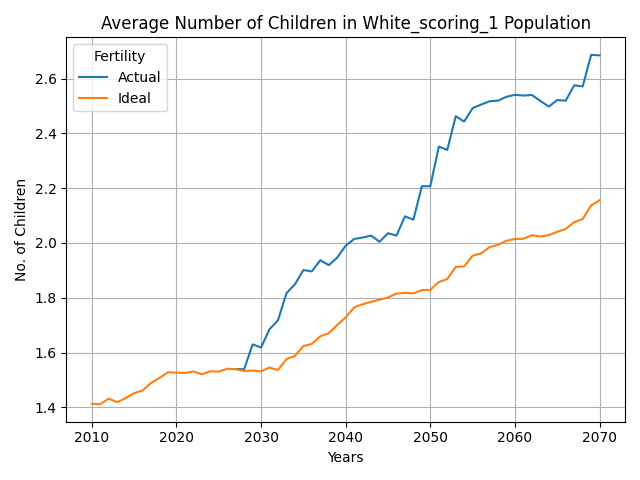 Average Number of Children in White_scoring_1 Population
Fertility
Actual
Ideal
No. of Children
2.6
2.4
2.2
2.0
1.8
1.6
1.4
2010 2020 2030 2040 2050 2060 2070
Years